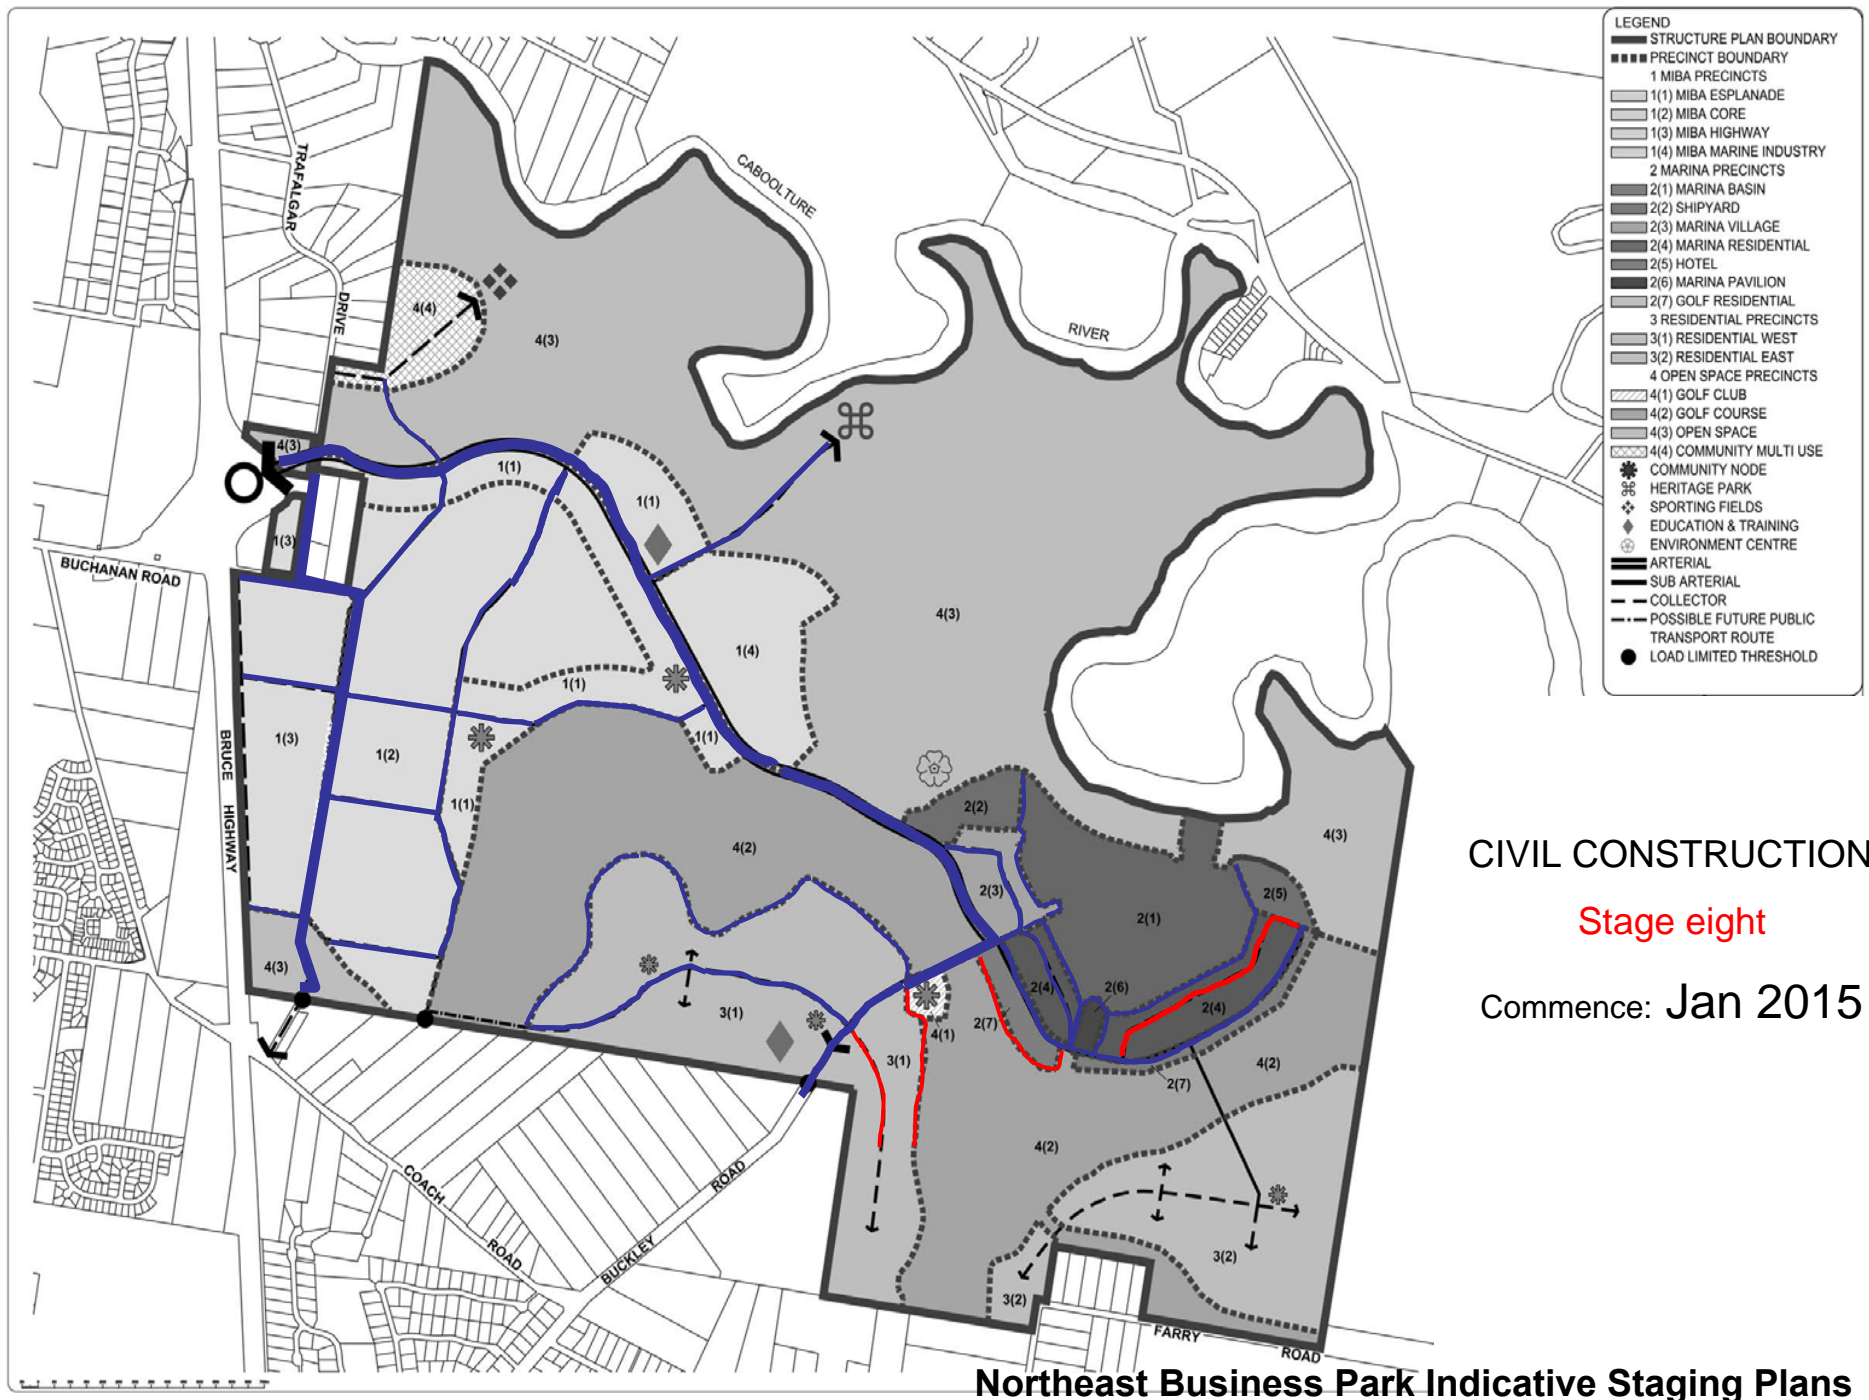 LEGEND
STRUCTURE PLAN BOUNDARY
PRECINCT BOUNDARY
1 MIBA PRECINCTS
1(1) MIBA ESPLANADE
1(2) MIBA CORE
1(3) MIBA HIGHWAY
1(4) MIBA MARINE INDUSTRY
2 MARINA PRECINCTS
2(1) MARINA BASIN
2(2) SHIPYARD
2(3) MARINA VILLAGE
2(4) MARINA RESIDENTIAL
2(5) HOTEL
2(6) MARINA PAVILION
2(7) GOLF RESIDENTIAL
3 RESIDENTIAL PRECINCTS
3(1) RESIDENTIAL WEST
3(2) RESIDENTIAL EAST
4 OPEN SPACE PRECINCTS
4(1) GOLF CLUB
4(2) GOLF COURSE
4(3) OPEN SPACE
4(4) COMMUNITY MULTI USE
COMMUNITY NODE
HERITAGE PARK
SPORTING FIELDS
EDUCATION & TRAINING
ENVIRONMENT CENTRE
ARTERIAL
SUB ARTERIAL
COLLECTOR
POSSIBLE FUTURE PUBLIC
TRANSPORT ROUTE
LOAD LIMITED THRESHOLD
TRAFALGAR
DRIVE
CABOOLTURE
RIVER
4(4)
4(3)
4(3)
1(1)
1(1)
1(3)
BUCHANAN ROAD
4(3)
1(4)
1(1)
1(3)
1(2)
1(1)
1(1)
BRUCE
HIGHWAY
2(2)
4(3)
4(2)
2(3)
2(5)
2(1)
4(3)
2(4)
2(6)
2(4)
3(1)
2(7)
4(1)
3(1)
4(2)
2(7)
4(2)
COACH
ROAD
BUCKLEY
ROAD
3(2)
3(2)
FARRY
ROAD
CIVIL CONSTRUCTION
Stage eight
Commence: Jan 2015
Northeast Business Park Indicative Staging Plans